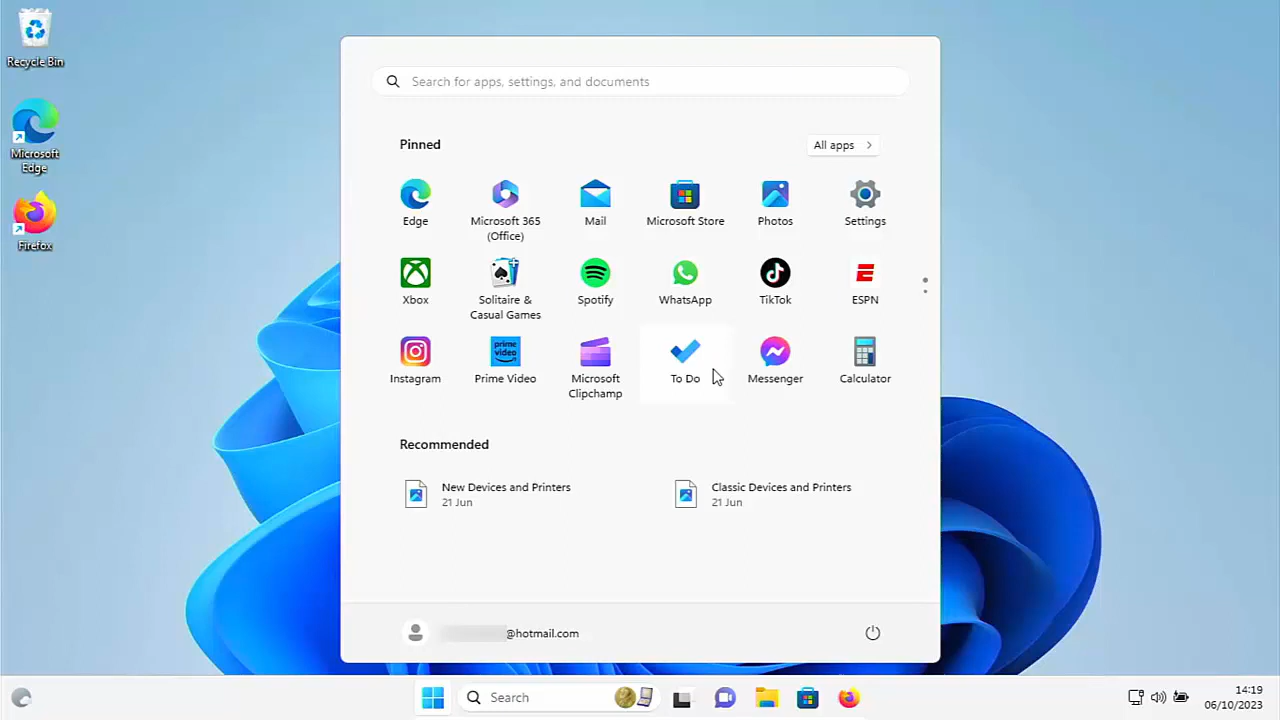 Recycle Bin
Microsoft
Edge
Firefox
Search for apps, settings, and documents
Pinned
All apps
Edge
Microsoft 365
(Office)
Mail
Microsoft Store
Photos
Settings
Xbox
Solitaire &
Casual Games
Spotify
WhatsApp
TikTok
ESPN
Instagram
prime
video
Prime Video
Microsoft
Clipchamp
To Do
Messenger
Calculator
Recommended
New Devices and Printers
21 Jun
Classic Devices and Printers
21 Jun
@hotmail.com
Search
14:19
06/10/2023